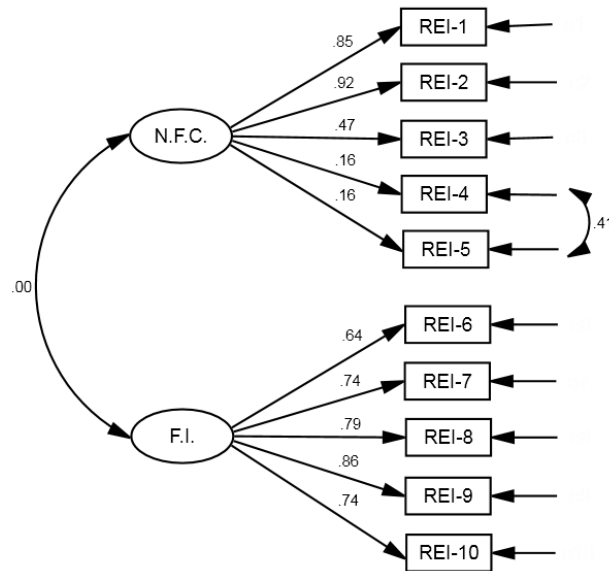 REI-1
.85
REI-2
.92
N.F.C.
.47
REI-3
.16
REI-4
.16
REI-5
.41
.00
REI-6
.64
REI-7
.74
F.I.
.79
REI-8
.86
REI-9
.74
REI-10